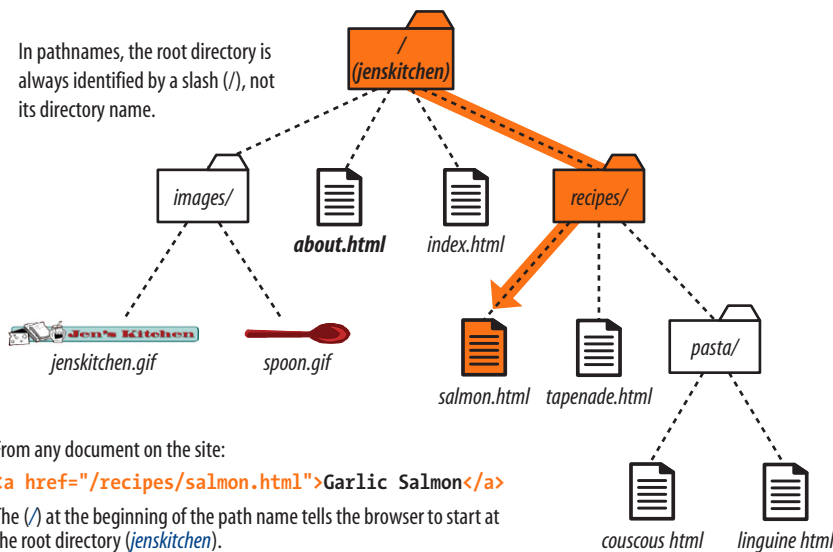 In pathnames, the root directory is
always identified by a slash (/), not
its directory name.
/
(jenskitchen)
images/
about.html
index.html
recipes/
Jen's Kitchen
jenskitchen.gif
spoon.gif
salmon.html
tapenade.html
pasta/
rom any document on the site:
a href="/recipes/salmon.html">Garlic Salmon</a>
he (/) at the beginning of the path name tells the browser to start at
he root directory (jenskitchen).
couscous html
linguine html